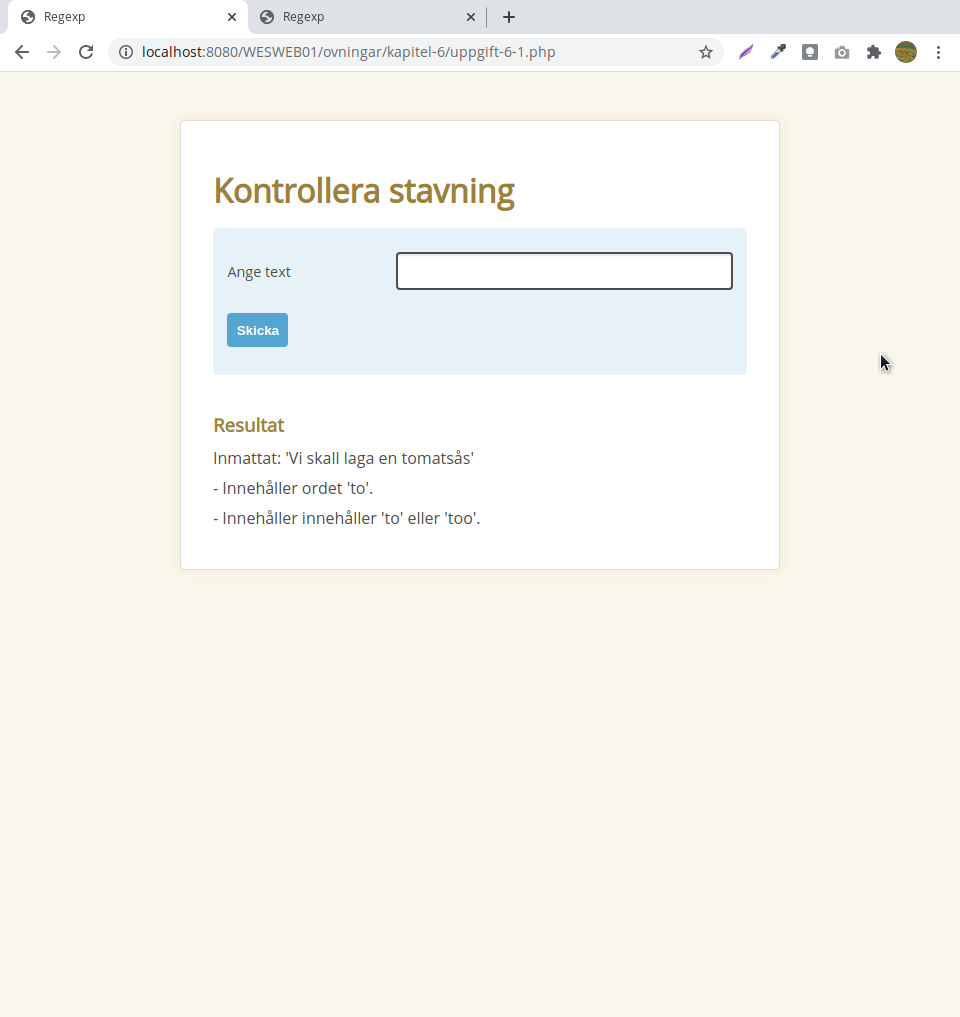 Regexp
Regexp
localhost:8080/WESWEB01/ovningar/kapitel-6/uppgift-6-1.php
Kontrollera stavning
Ange text
Skicka
Resultat
Inmattat: 'Vi skall laga en tomatsås'
- Innehåller ordet 'to'.
- Innehåller innehåller 'to' eller 'too'.